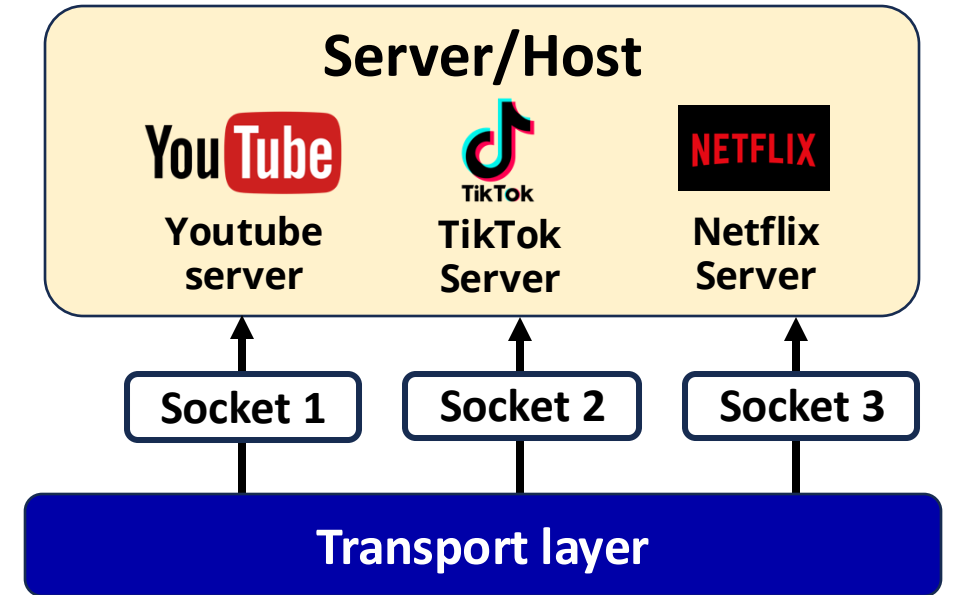 Server/Host
YouTube
TikTok
NETFLIX
Youtube
server
TikTok
Server
Netflix
Server
Socket 1
Socket 2
Socket 3
Transport layer